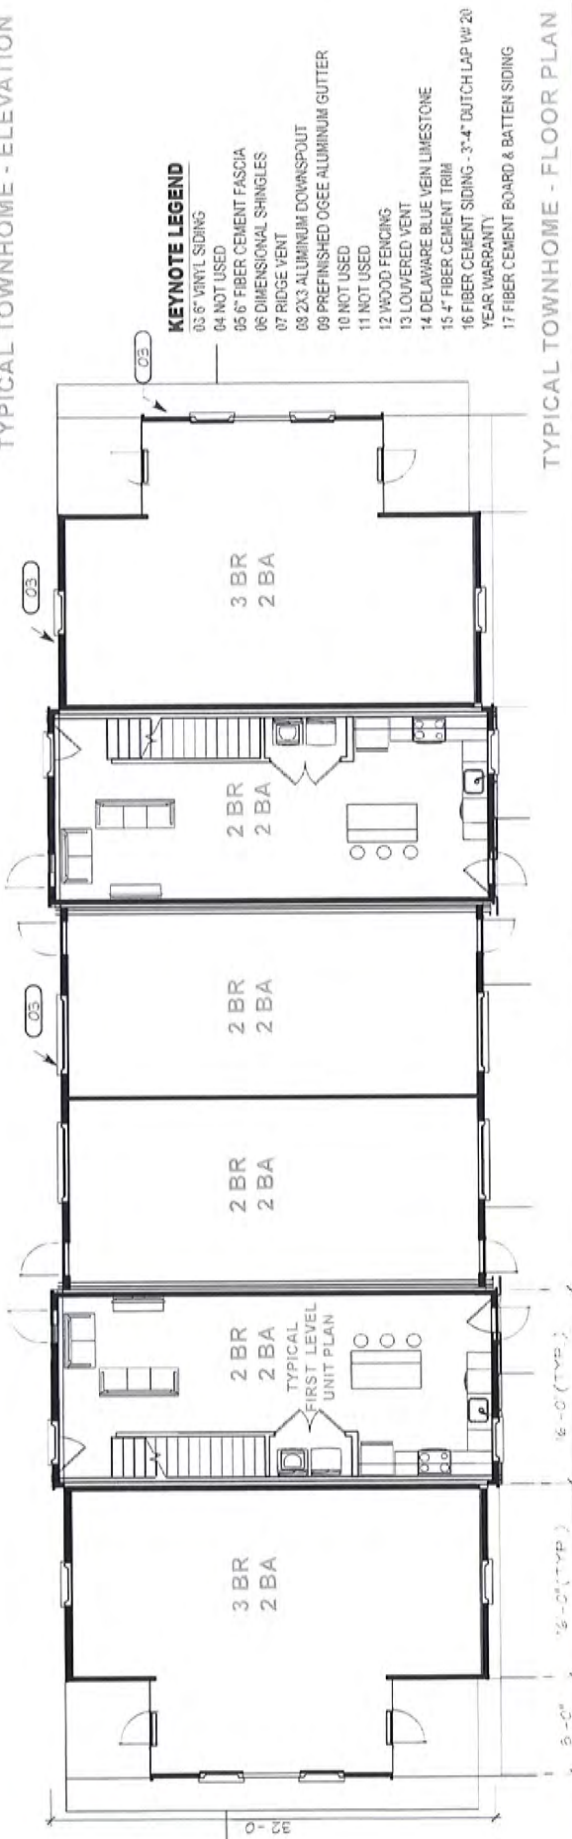 TYPICAL TOWNHOME - ELEVATION
KEYNOTE LEGEND
03 6" VINYL SIDING
04 NOT USED
05 6" FIBER CEMENT FASCIA
06 DIMENSIONAL SHINGLES
07 RIDGE VENT
08 2X3 ALUMINUM DOWNSPOUT
09 PREFINISHED OGEE ALUMINUM GUTTER
10 NOT USED
11 NOT USED
12 WOOD FENCING
13 LOUVERED VENT
14 DELAWARE BLUE VEIN LIMESTONE
15 4" FIBER CEMENT TRIM
16 FIBER CEMENT SIDING - 3"-4" DUTCH LAP W/ 20
YEAR WARRANTY
17 FIBER CEMENT BOARD & BATTEN SIDING
03
03
03
3 BR
2 BA
2 BR
2 BA
TYPICAL
FIRST LEVEL
UNIT PLAN
2 BR
2 BA
2 BR
2 BA
2 BR
2 BA
3 BR
2 BA
16'-0" (TYP.)
16'-0" (TYP.)
TYPICAL TOWNHOME - FLOOR PLAN